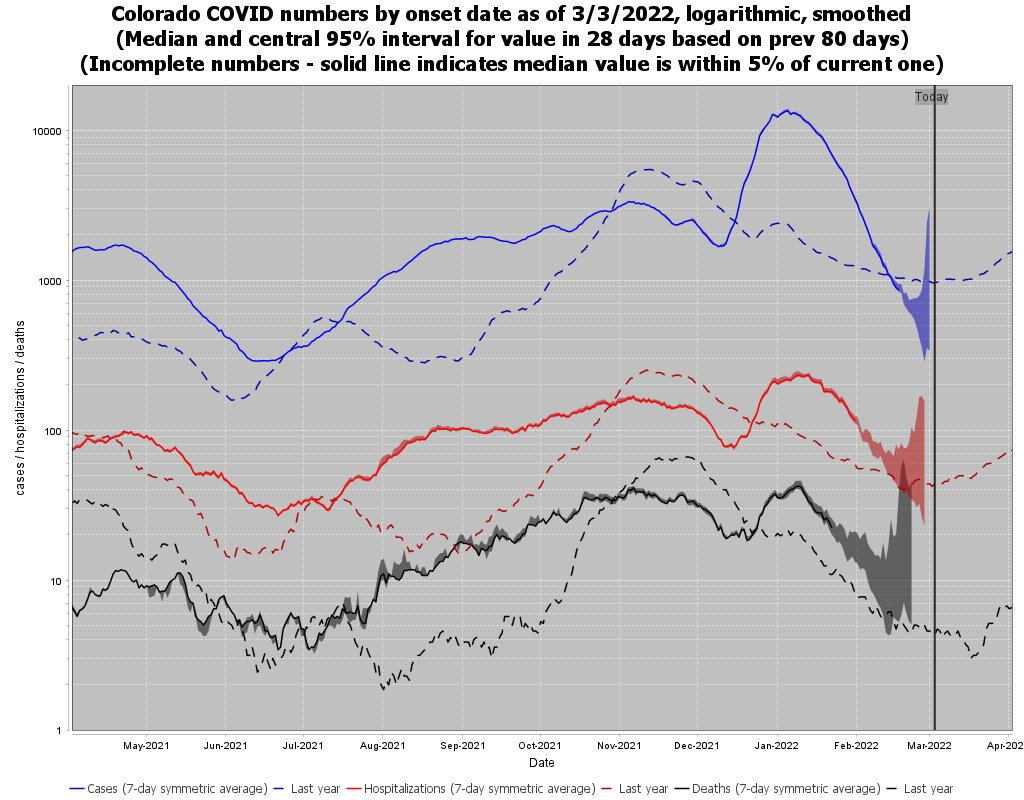 Colorado COVID numbers by onset date as of 3/3/2022, logarithmic, smoothed
(Median and central 95% interval for value in 28 days based on prev 80 days)
(Incomplete numbers - solid line indicates median value is within 5% of current one)
Today
10000
1000
100
10
1
cases / hospitalizations / deaths
May-2021 Jun-2021 Jul-2021 Aug-2021 Sep-2021 Oct-2021 Nov-2021 Dec-2021 Jan-2022 Feb-2022 Mar-2022 Apr-202
Date
Cases (7-day symmetric average) Last year Hospitalizations (7-day symmetric average) Last year Deaths (7-day symmetric average) Last year